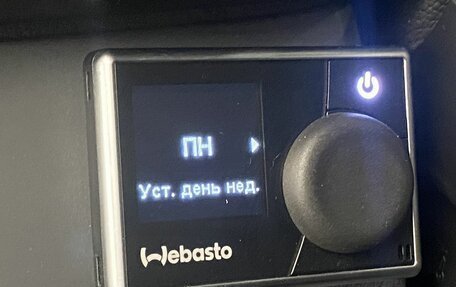 ПН
Уст. день нед.
Webasto